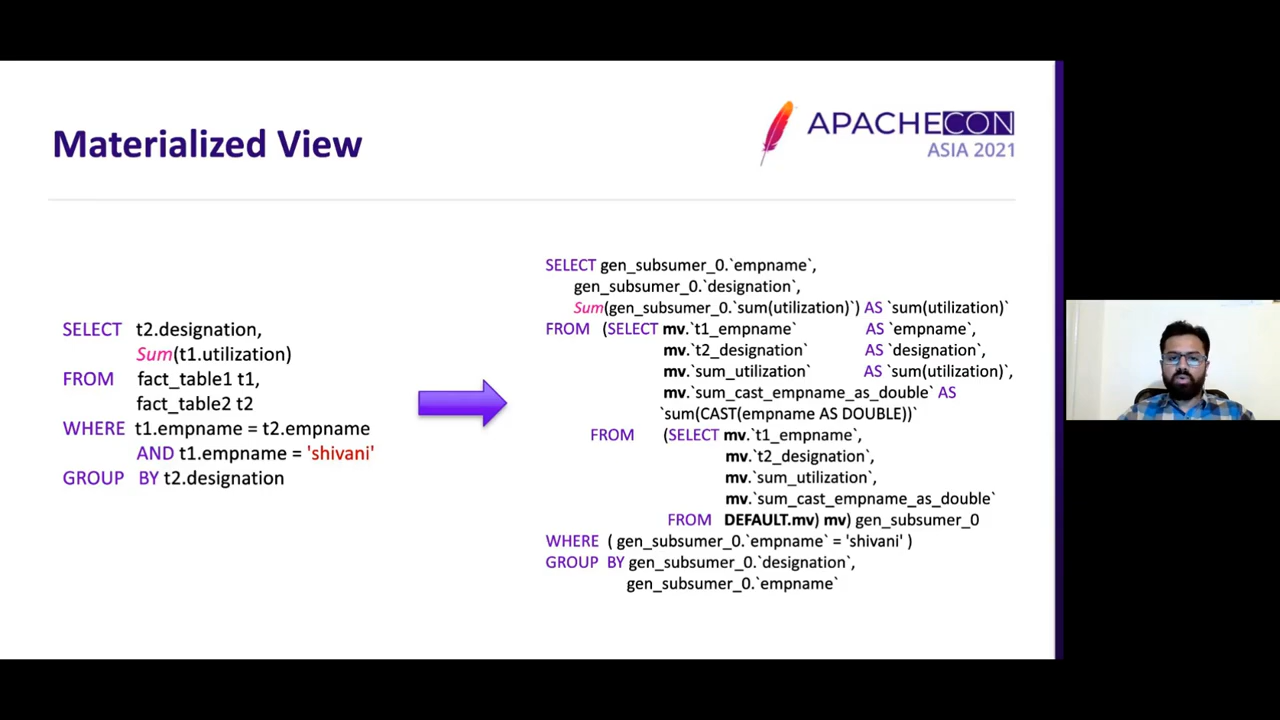 Materialized View
APACHECON
ASIA 2021
SELECT t2.designation,
Sum(t1.utilization)
FROM fact_table1 t1,
fact_table2 t2
WHERE t1.empname = t2.empname
AND t1.empname = 'shivani'
GROUP BY t2.designation
SELECT gen_subsumer_0.`empname`,
gen_subsumer_0.`designation`,
Sum(gen_subsumer_0.`sum(utilization)`) AS `sum(utilization)`
FROM (SELECT mv.`t1_empname` AS `empname`,
mv.`t2_designation` AS `designation`,
mv.`sum_utilization` AS `sum(utilization)`,
mv.`sum_cast_empname_as_double` AS
`sum(CAST(empname AS DOUBLE))`
FROM (SELECT mv.`t1_empname`,
mv.`t2_designation`,
mv.`sum_utilization`,
mv.`sum_cast_empname_as_double`
FROM DEFAULT.mv) mv) gen_subsumer_0
WHERE ( gen_subsumer_0.`empname` = 'shivani' )
GROUP BY gen_subsumer_0.`designation`,
gen_subsumer_0.`empname`